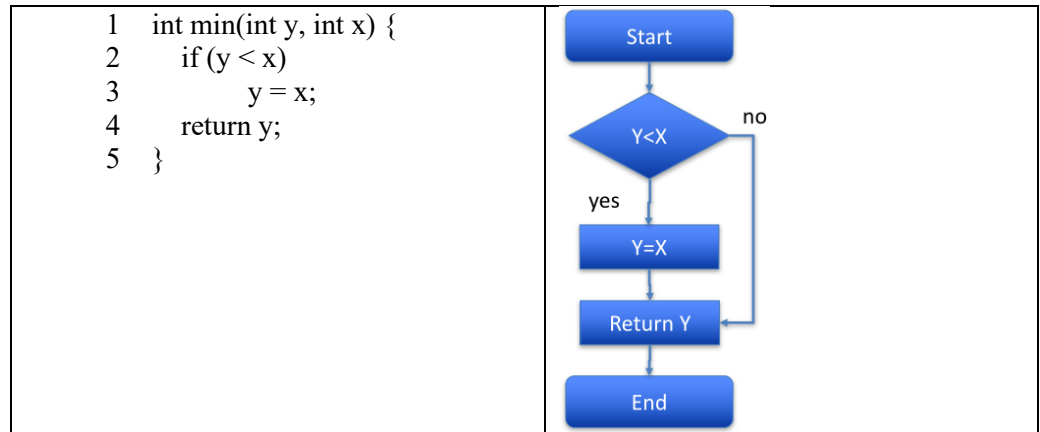 1 int min(int y, int x) {
2 if (y < x)
3 y = x;
4 return y;
5 }
Start
Y<X
no
yes
Y=X
Return Y
End